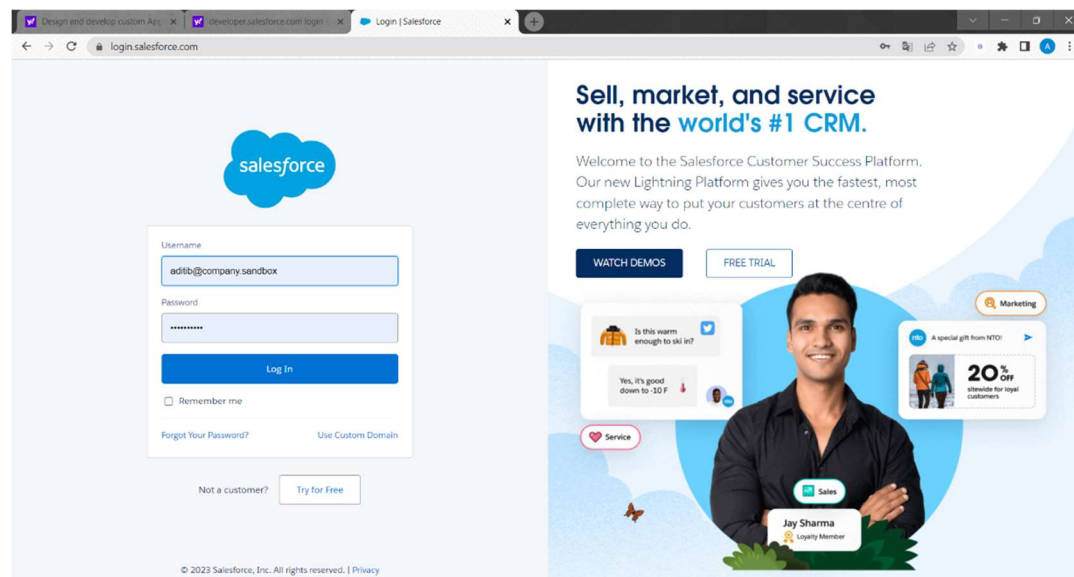 Design and develop custom Ap
developer.salesforce.com login
Login | Salesforce
login.salesforce.com
A
salesforce
Username
aditib@company.sandbox
Password
Log In
Remember me
Forgot Your Password?
Use Custom Domain
Not a customer?
Try for Free
© 2023 Salesforce, Inc. All rights reserved. | Privacy
Sell, market, and service
with the world's #1 CRM.
Welcome to the Salesforce Customer Success Platform.
Our new Lightning Platform gives you the fastest, most
complete way to put your customers at the centre of
everything you do.
WATCH DEMOS
FREE TRIAL
Marketing
Is this warm
enough to ski in?
Yes, it's good
down to -10 F
nto
Service
nto
A special gift from NTO!
20% OFF
sitewide for loyal
customers
Sales
Jay Sharma
Loyalty Member